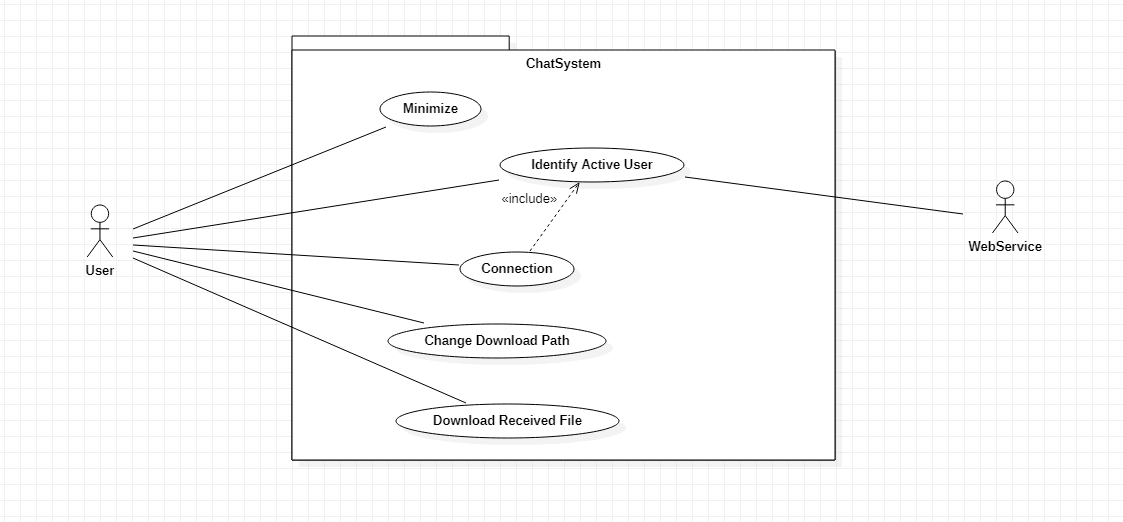 ChatSystem
Minimize
Identify Active User
«include»
User
WebService
Connection
Change Download Path
Download Received File